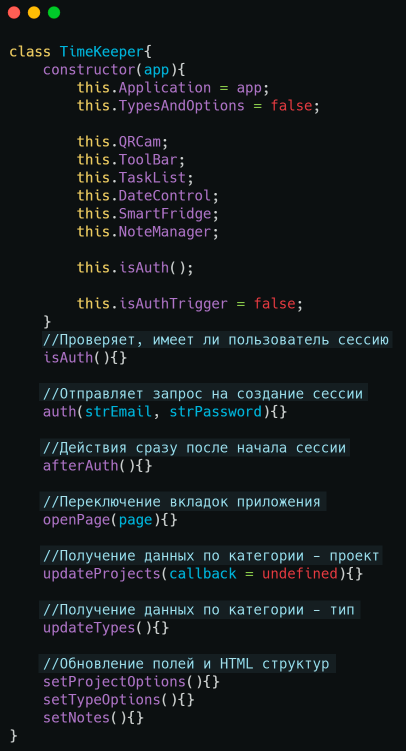 class TimeKeeper{
    constructor(app){
        this.Application = app;
        this.TypesAndOptions = false;

        this.QRCam;
        this.ToolBar;
        this.TaskList;
        this.DateControl;
        this.SmartFridge;
        this.NoteManager;

        this.isAuth();

        this.isAuthTrigger = false;
    }
    //Проверяет, имеет ли пользователь сессию
    isAuth(){}

    //Отправляет запрос на создание сессии
    auth(strEmail, strPassword){}

    //Действия сразу после начала сессии
    afterAuth(){}

    //Переключение вкладок приложения
    openPage(page){}

    //Получение данных по категории - проект
    updateProjects(callback = undefined){}

    //Получение данных по категории - тип
    updateTypes(){}

    //Обновление полей и HTML структур
    setProjectOptions(){}
    setTypeOptions(){}
    setNotes(){}
}